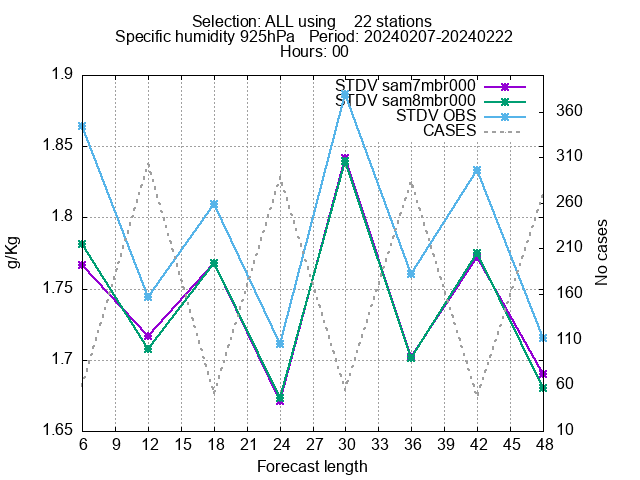 Selection: ALL using    22 stations
Specific humidity 925hPa   Period: 20240207-20240222
Hours: 00
STDV sam7mbr000
STDV sam8mbr000
STDV OBS
CASES
1.9
1.85
1.8
1.75
1.7
1.65
g/Kg
360
310
260
210
160
110
60
10
No cases
6 9 12 15 18 21 24 27 30 33 36 39 42 45 48
Forecast length